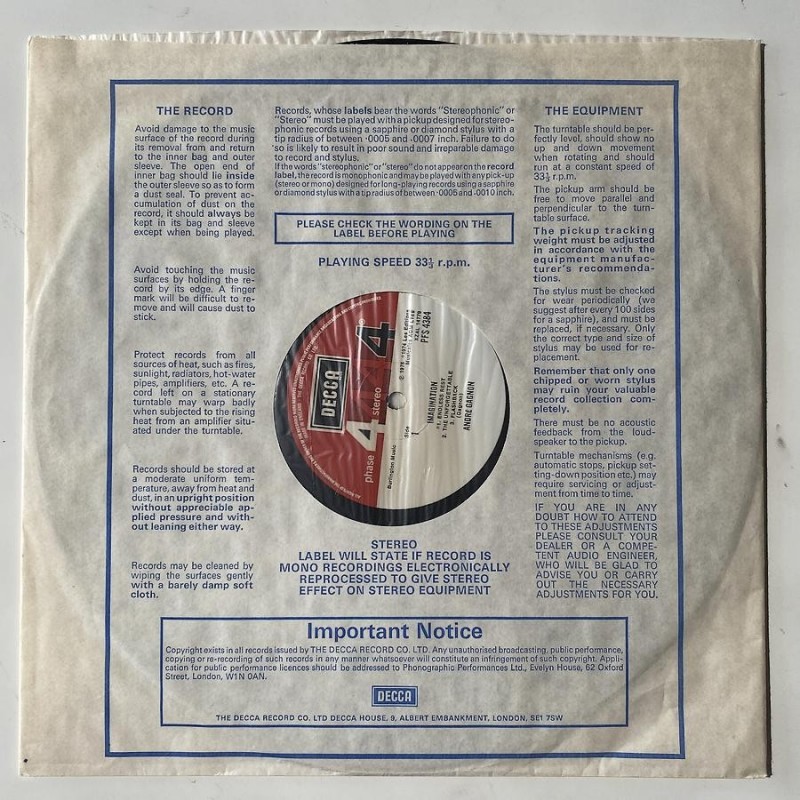 THE RECORD
Avoid damage to the music
surface of the record during
its removal from and return
to the inner bag and outer
sleeve. The open end of
inner bag should lie inside
the outer sleeve so as to form
a dust seal. To prevent ac-
cumulation of dust on the
record, it should always be
kept in its bag and sleeve
except when being played.
Avoid touching the music
surfaces by holding the re-
cord by its edge. A finger
mark will be difficult to re-
move and will cause dust to
stick.
Protect records from all
sources of heat, such as fires,
sunlight, radiators, hot-water
pipes, amplifiers, etc. A re-
cord left on a stationary
turntable may warp badly
when subjected to the rising
heat from an amplifier situ-
ated under the turntable.
Records should be stored at
a moderate uniform tem-
perature, away from heat and
dust, in an upright position
without appreciable ap-
plied pressure and with-
out leaning either way.
Records may be cleaned by
wiping the surfaces gently
with a barely damp soft
cloth.
Records, whose labels bear the words "Stereophonic" or
"Stereo" must be played with a pickup designed for stereo-
phonic records using a sapphire or diamond stylus with a
tip radius of between ·0005 and ·0007 inch. Failure to do
so is likely to result in poor sound and irreparable damage
to record and stylus.
If the words "stereophonic" or "stereo" do not appear on the record
label, the record is monophonic and may be played with any pick-up
(stereo or mono) designed for long-playing records using a sapphire
or diamond stylus with a tip radius of between ·0005 and ·0010 inch.
PLEASE CHECK THE WORDING ON THE
LABEL BEFORE PLAYING
PLAYING SPEED 33⅓ r.p.m.
DECCA
phase 4 stereo
4
Burlington Music
Side
1
PFS 4384
IMAGINATION
1. ENDLESS REST
2. THE UNFORGETTABLE
3. FLASHBACK
(Gagnon)
ANDRE GAGNON
STEREO
LABEL WILL STATE IF RECORD IS
MONO RECORDINGS ELECTRONICALLY
REPROCESSED TO GIVE STEREO
EFFECT ON STEREO EQUIPMENT
THE EQUIPMENT
The turntable should be per-
fectly level, should show no
up and down movement
when rotating and should
run at a constant speed of
33⅓ r.p.m.
The pickup arm should be
free to move parallel and
perpendicular to the turn-
table surface.
The pickup tracking
weight must be adjusted
in accordance with the
equipment manufac-
turer's recommenda-
tions.
The stylus must be checked
for wear periodically (we
suggest after every 100 sides
for a sapphire), and must be
replaced, if necessary. Only
the correct type and size of
stylus may be used for re-
placement.
Remember that only one
chipped or worn stylus
may ruin your valuable
record collection com-
pletely.
There must be no acoustic
feedback from the loud-
speaker to the pickup.
Turntable mechanisms (e.g.
automatic stops, pickup set-
ting-down position etc.) may
require servicing or adjust-
ment from time to time.
IF YOU ARE IN ANY
DOUBT HOW TO ATTEND
TO THESE ADJUSTMENTS
PLEASE CONSULT YOUR
DEALER OR A COMPE-
TENT AUDIO ENGINEER,
WHO WILL BE GLAD TO
ADVISE YOU OR CARRY
OUT THE NECESSARY
ADJUSTMENTS FOR YOU.
Important Notice
Copyright exists in all records issued by THE DECCA RECORD CO. LTD. Any unauthorised broadcasting, public performance,
copying or re-recording of such records in any manner whatsoever will constitute an infringement of such copyright. Appli-
cation for public performance licences should be addressed to Phonographic Performances Ltd., Evelyn House, 62 Oxford
Street, London, W1N 0AN.
DECCA
THE DECCA RECORD CO. LTD DECCA HOUSE, 9, ALBERT EMBANKMENT, LONDON, SE1 7SW